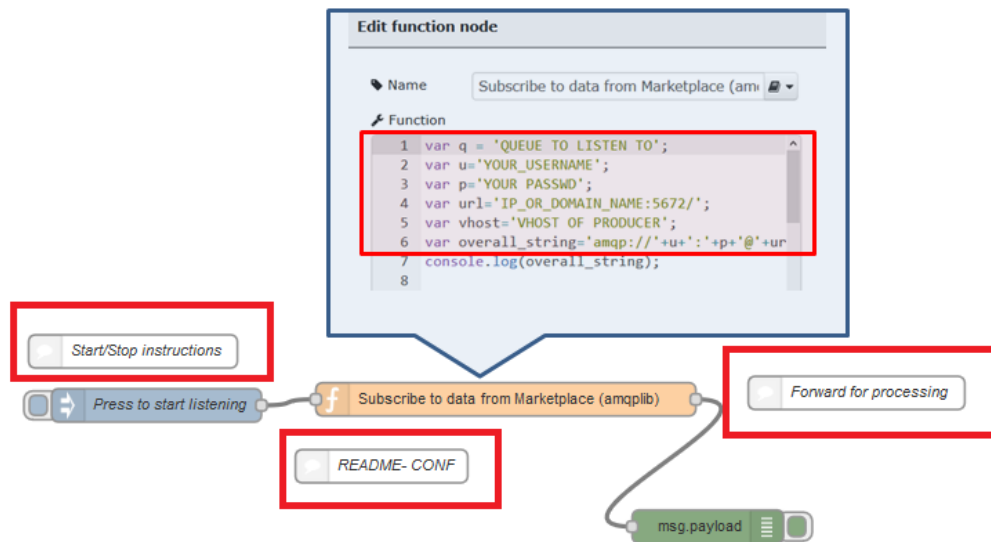 Edit function node
Name
Subscribe to data from Marketplace (am
Function
1 var q = 'QUEUE TO LISTEN TO';
2 var u='YOUR_USERNAME';
3 var p='YOUR PASSWD';
4 var url='IP_OR_DOMAIN_NAME:5672/';
5 var vhost='VHOST OF PRODUCER';
6 var overall_string='amqp://'+u+':'+p+'@'+ur
7 console.log(overall_string);
8
Start/Stop instructions
Press to start listening
Subscribe to data from Marketplace (amqplib)
Forward for processing
README- CONF
msg.payload